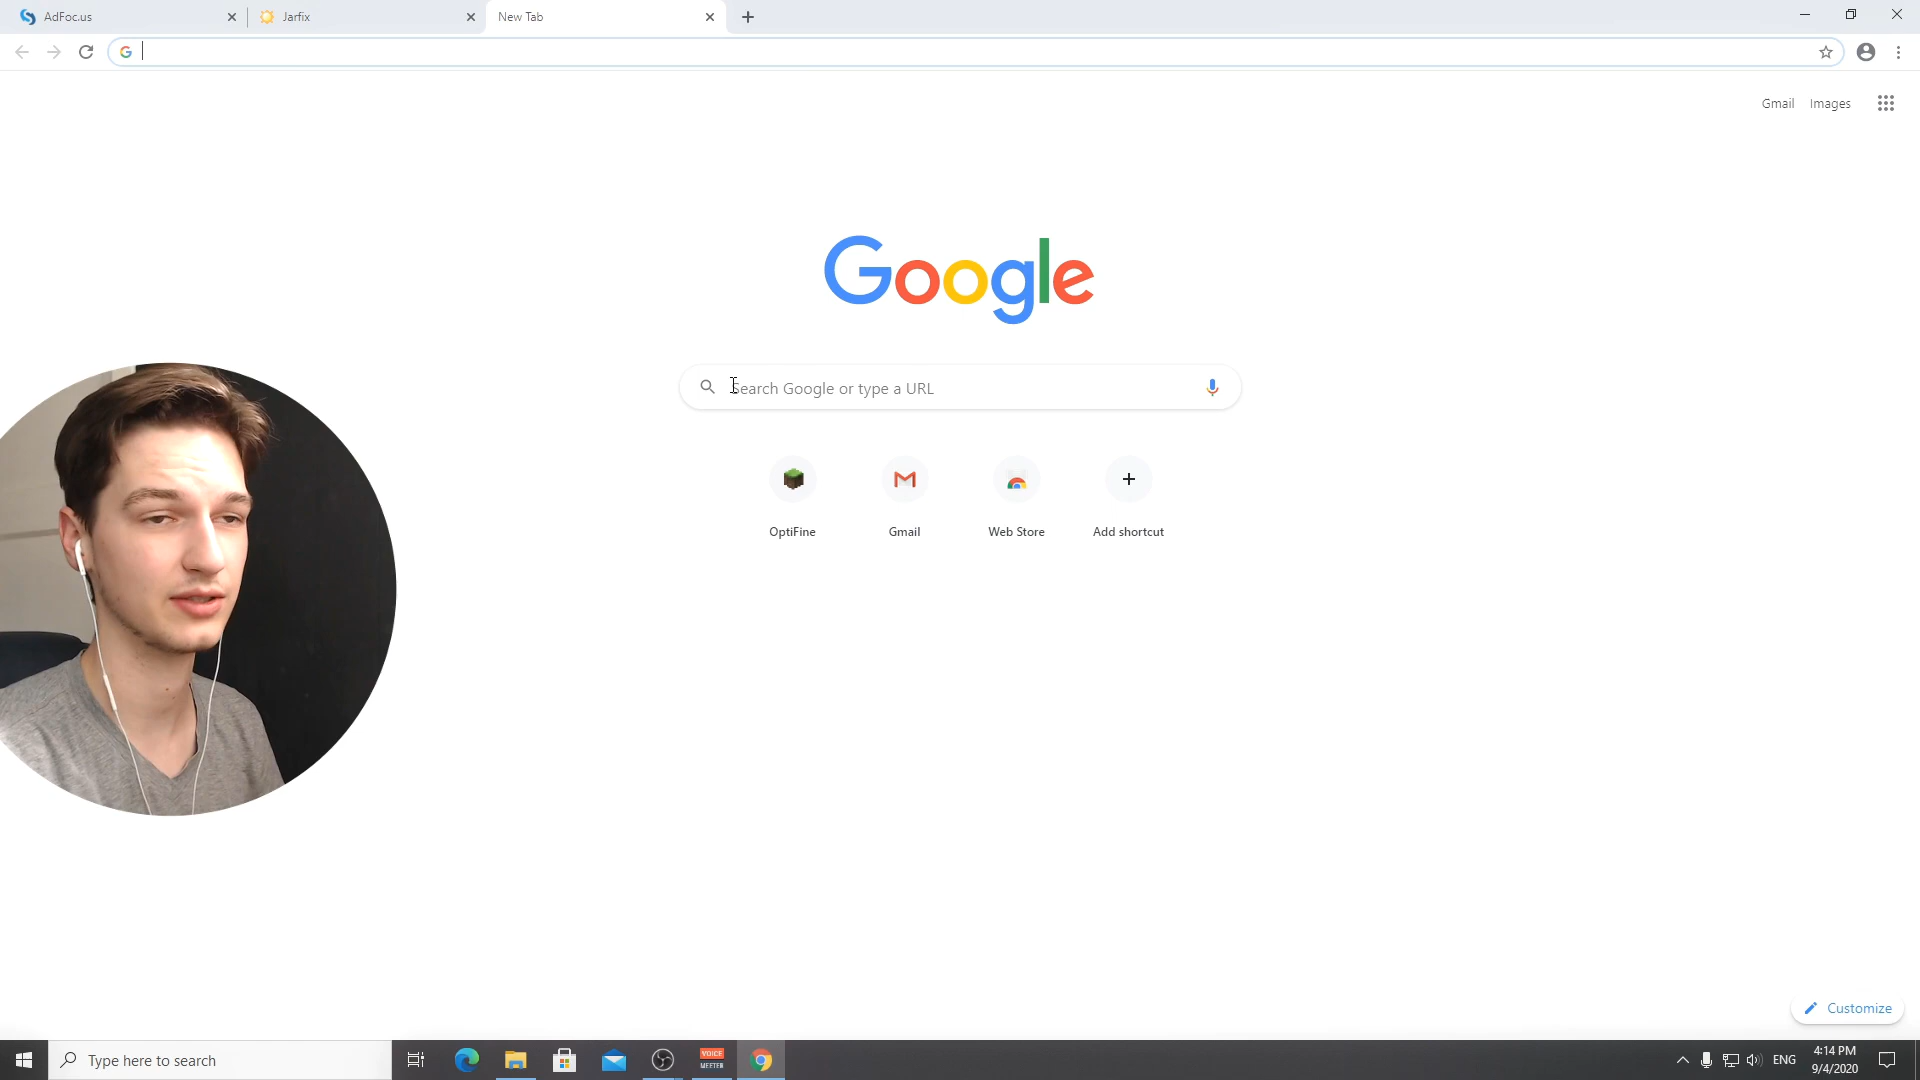 AdFoc.us
Jarfix
New Tab
Gmail Images
Google
Search Google or type a URL
OptiFine
Gmail
Web Store
Add shortcut
Customize
Type here to search
VOICE
MEETER
ENG
4:14 PM
9/4/2020